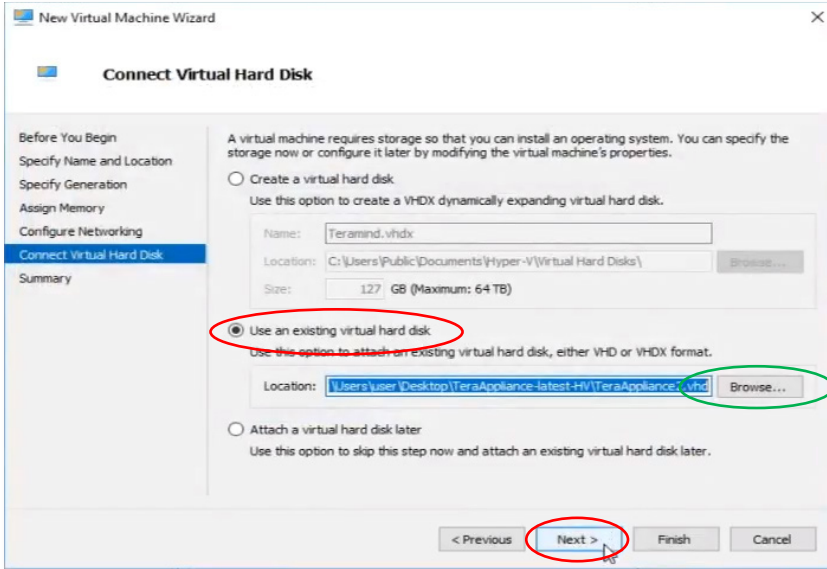 New Virtual Machine Wizard
Connect Virtual Hard Disk
Before You Begin
Specify Name and Location
Specify Generation
Assign Memory
Configure Networking
Connect Virtual Hard Disk
Summary
A virtual machine requires storage so that you can install an operating system. You can specify the
storage now or configure it later by modifying the virtual machine's properties.
Create a virtual hard disk
Use this option to create a VHDX dynamically expanding virtual hard disk.
Name: Teramind.vhdx
Location: C:\Users\Public\Documents\Hyper-V\Virtual Hard Disks\ Browse...
Size: 127 GB (Maximum: 64 TB)
Use an existing virtual hard disk
Use this option to attach an existing virtual hard disk, either VHD or VHDX format.
Location: \Users\user\Desktop\TeraAppliance-latest-HV\TeraAppliance2.vhd Browse...
Attach a virtual hard disk later
Use this option to skip this step now and attach an existing virtual hard disk later.
< Previous Next > Finish Cancel